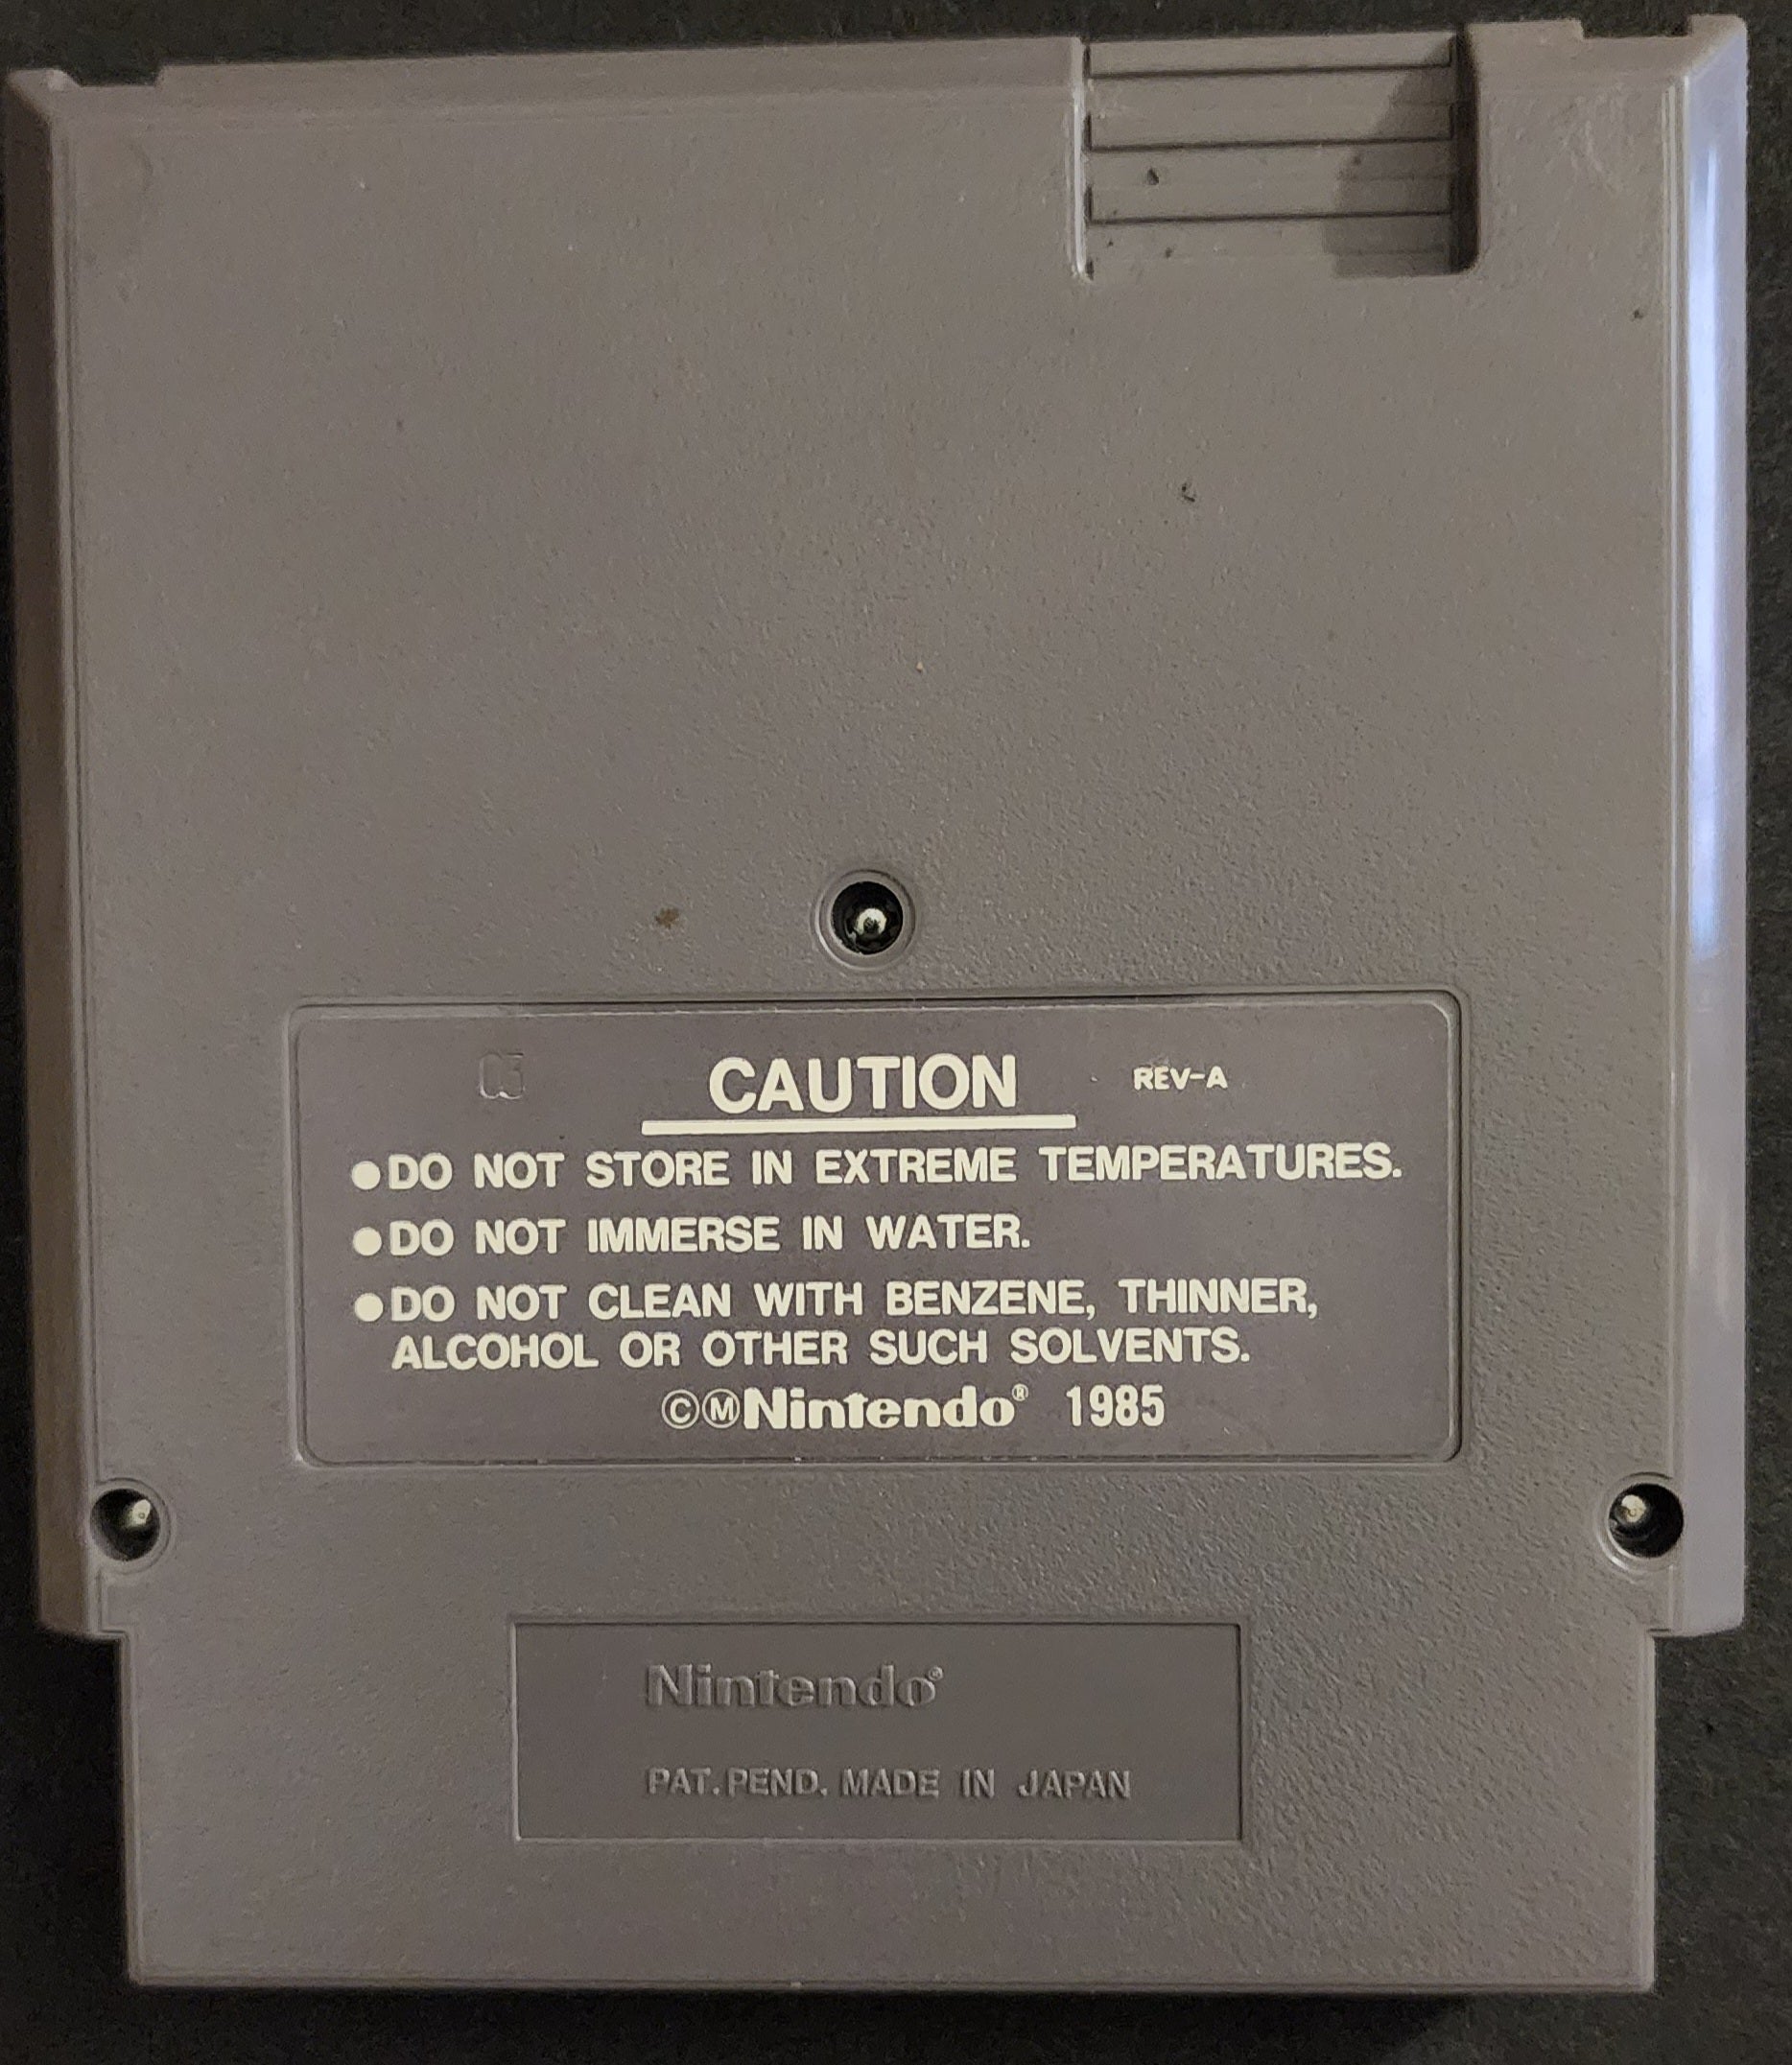 03 CAUTION REV-A
●DO NOT STORE IN EXTREME TEMPERATURES.
●DO NOT IMMERSE IN WATER.
●DO NOT CLEAN WITH BENZENE, THINNER,
ALCOHOL OR OTHER SUCH SOLVENTS.
©ⓂNintendo® 1985
Nintendo®
PAT.PEND. MADE IN JAPAN